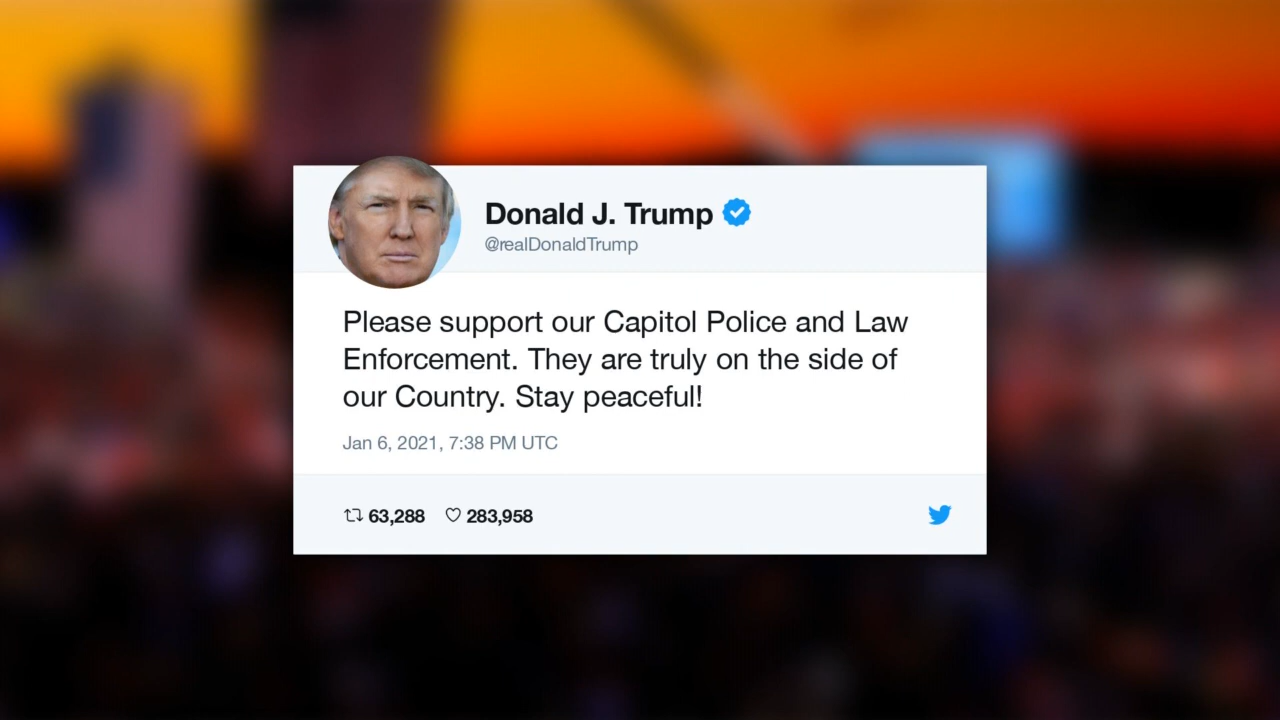 Donald J. Trump
@realDonaldTrump
Please support our Capitol Police and Law
Enforcement. They are truly on the side of
our Country. Stay peaceful!
Jan 6, 2021, 7:38 PM UTC
63,288 283,958